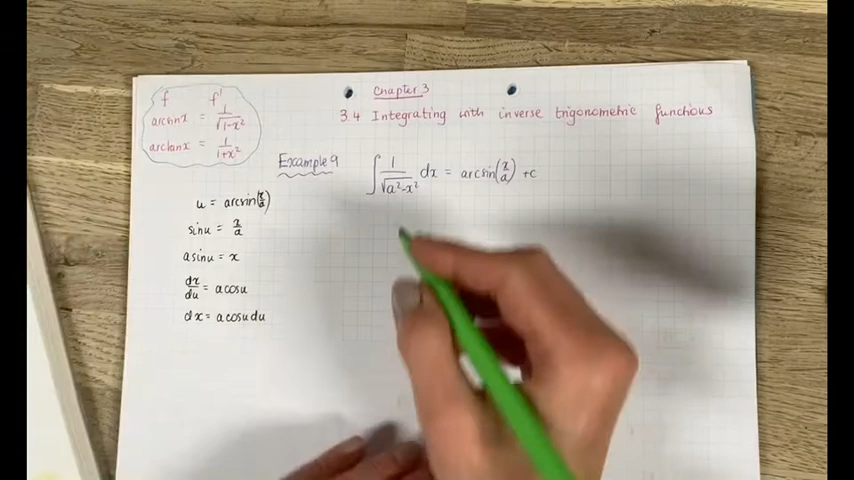 Chapter 3
3.4 Integrating with inverse trigonometric functions
f f'
arcsinx = 1/√(1-x²)
arctanx = 1/(1+x²)
Example 9
∫ 1/√(a²-x²) dx = arcsin(x/a) +c
u = arcsin(x/a)
sinu = x/a
asinu = x
dx/du = acosu
dx = acosu du